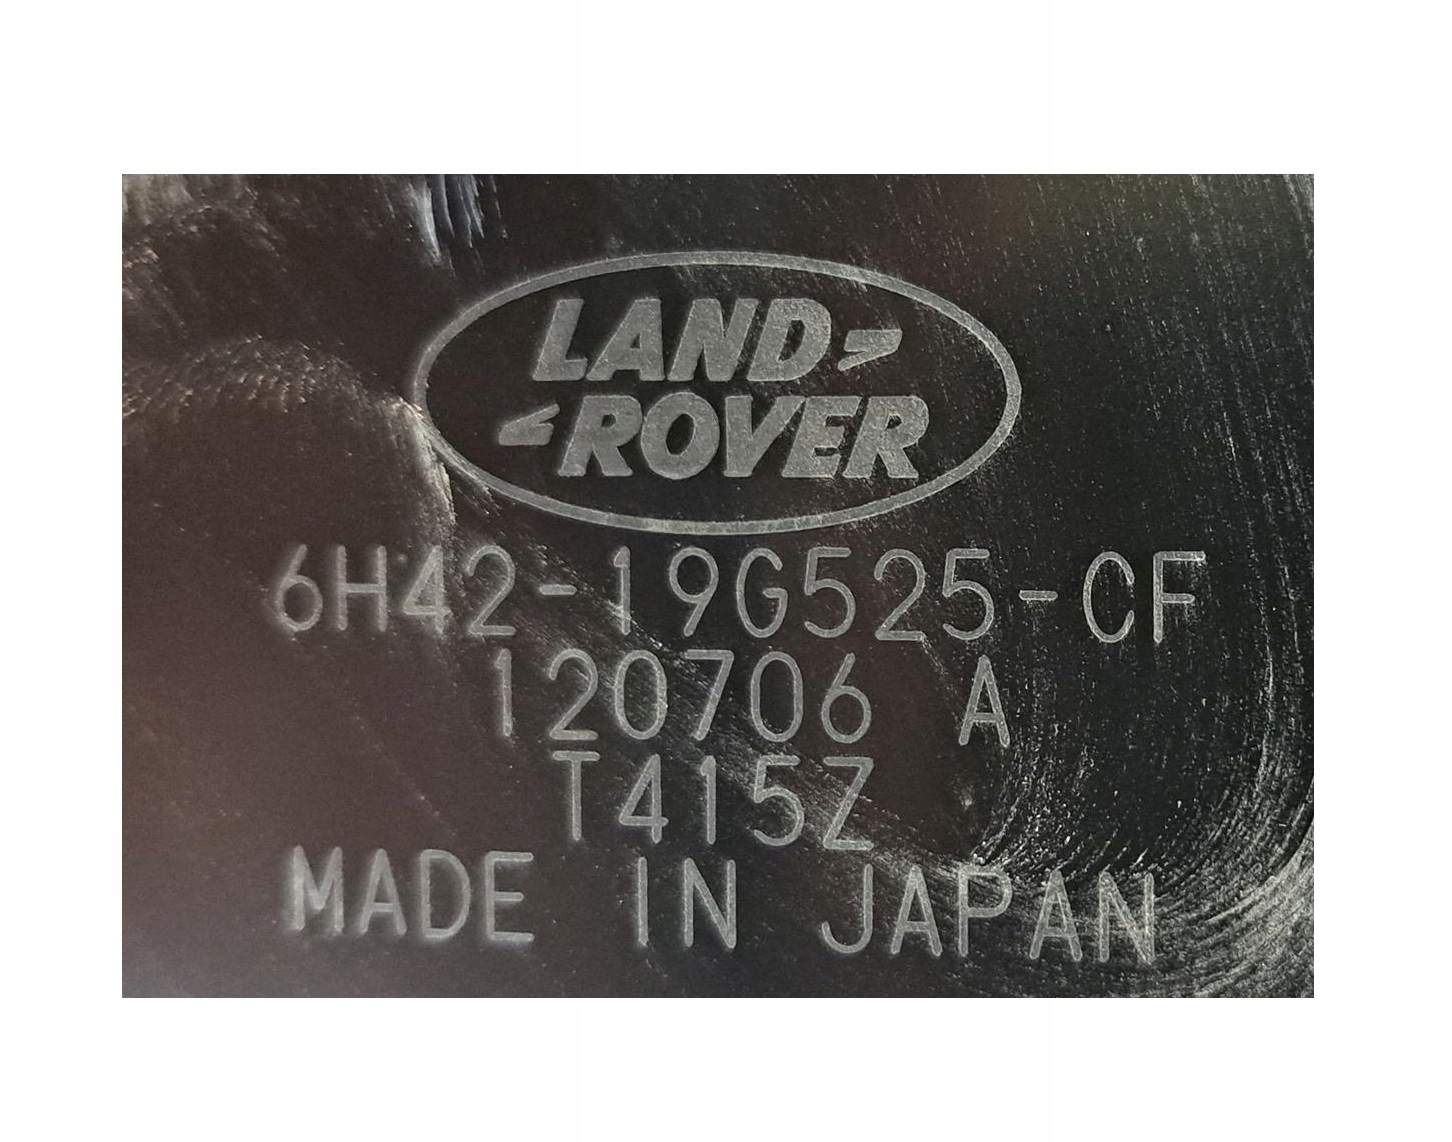 LAND
ROVER
6H42-19G525-CF
120706 A
T415Z
MADE IN JAPAN